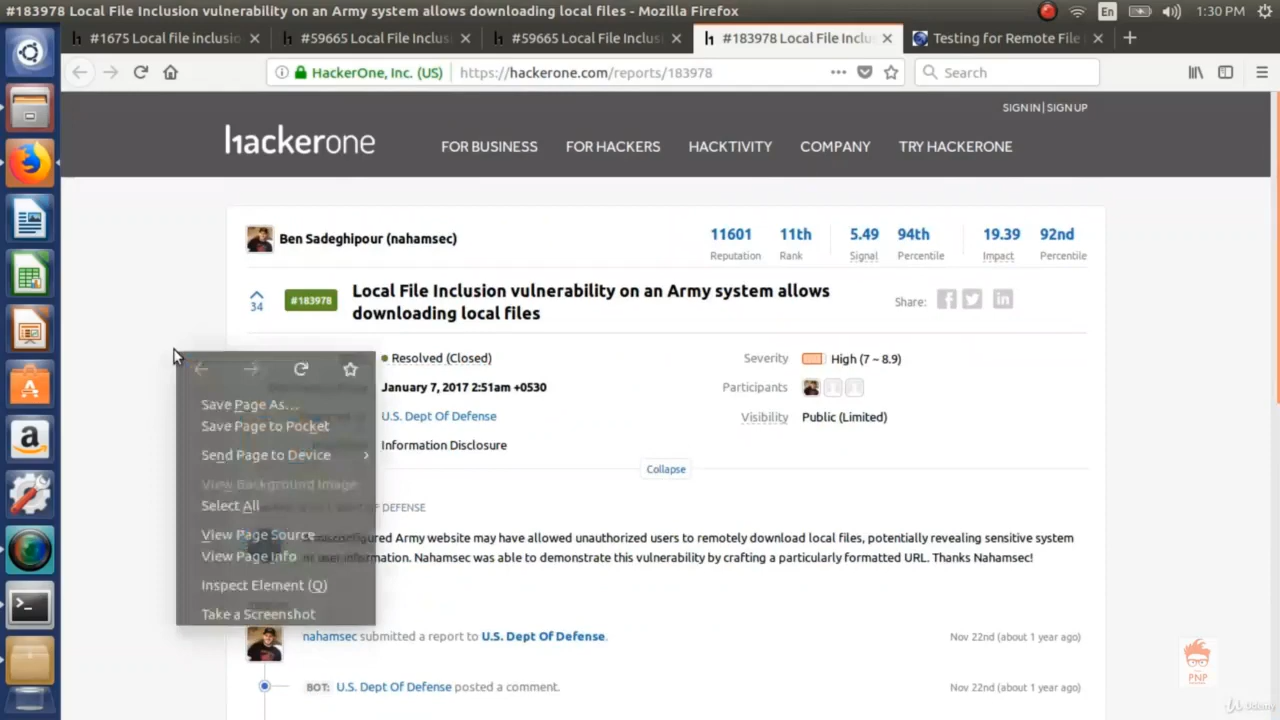 #183978 Local File Inclusion vulnerability on an Army system allows downloading local files - Mozilla Firefox
En
1:30 PM
#1675 Local file inclusio
#59665 Local File Inclus
#59665 Local File Inclus
#183978 Local File Inclus
Testing for Remote File
HackerOne, Inc. (US)
https://hackerone.com/reports/183978
Search
SIGN IN | SIGN UP
hackerone
FOR BUSINESS
FOR HACKERS
HACKTIVITY
COMPANY
TRY HACKERONE
Ben Sadeghipour (nahamsec)
11601
11th
5.49
94th
19.39
92nd
Reputation
Rank
Signal
Percentile
Impact
Percentile
34
#183978
Local File Inclusion vulnerability on an Army system allows
downloading local files
Share:
Resolved (Closed)
Severity
High (7 ~ 8.9)
January 7, 2017 2:51am +0530
Participants
U.S. Dept Of Defense
Visibility
Public (Limited)
Information Disclosure
Collapse
Save Page As...
Save Page to Pocket
Send Page to Device
View Background Image
Select All
View Page Source
View Page Info
Inspect Element (Q)
Take a Screenshot
DEFENSE
configured Army website may have allowed unauthorized users to remotely download local files, potentially revealing sensitive system
information. Nahamsec was able to demonstrate this vulnerability by crafting a particularly formatted URL. Thanks Nahamsec!
nahamsec submitted a report to U.S. Dept Of Defense.
Nov 22nd (about 1 year ago)
BOT: U.S. Dept Of Defense posted a comment.
Nov 22nd (about 1 year ago)
PNP
Udemy